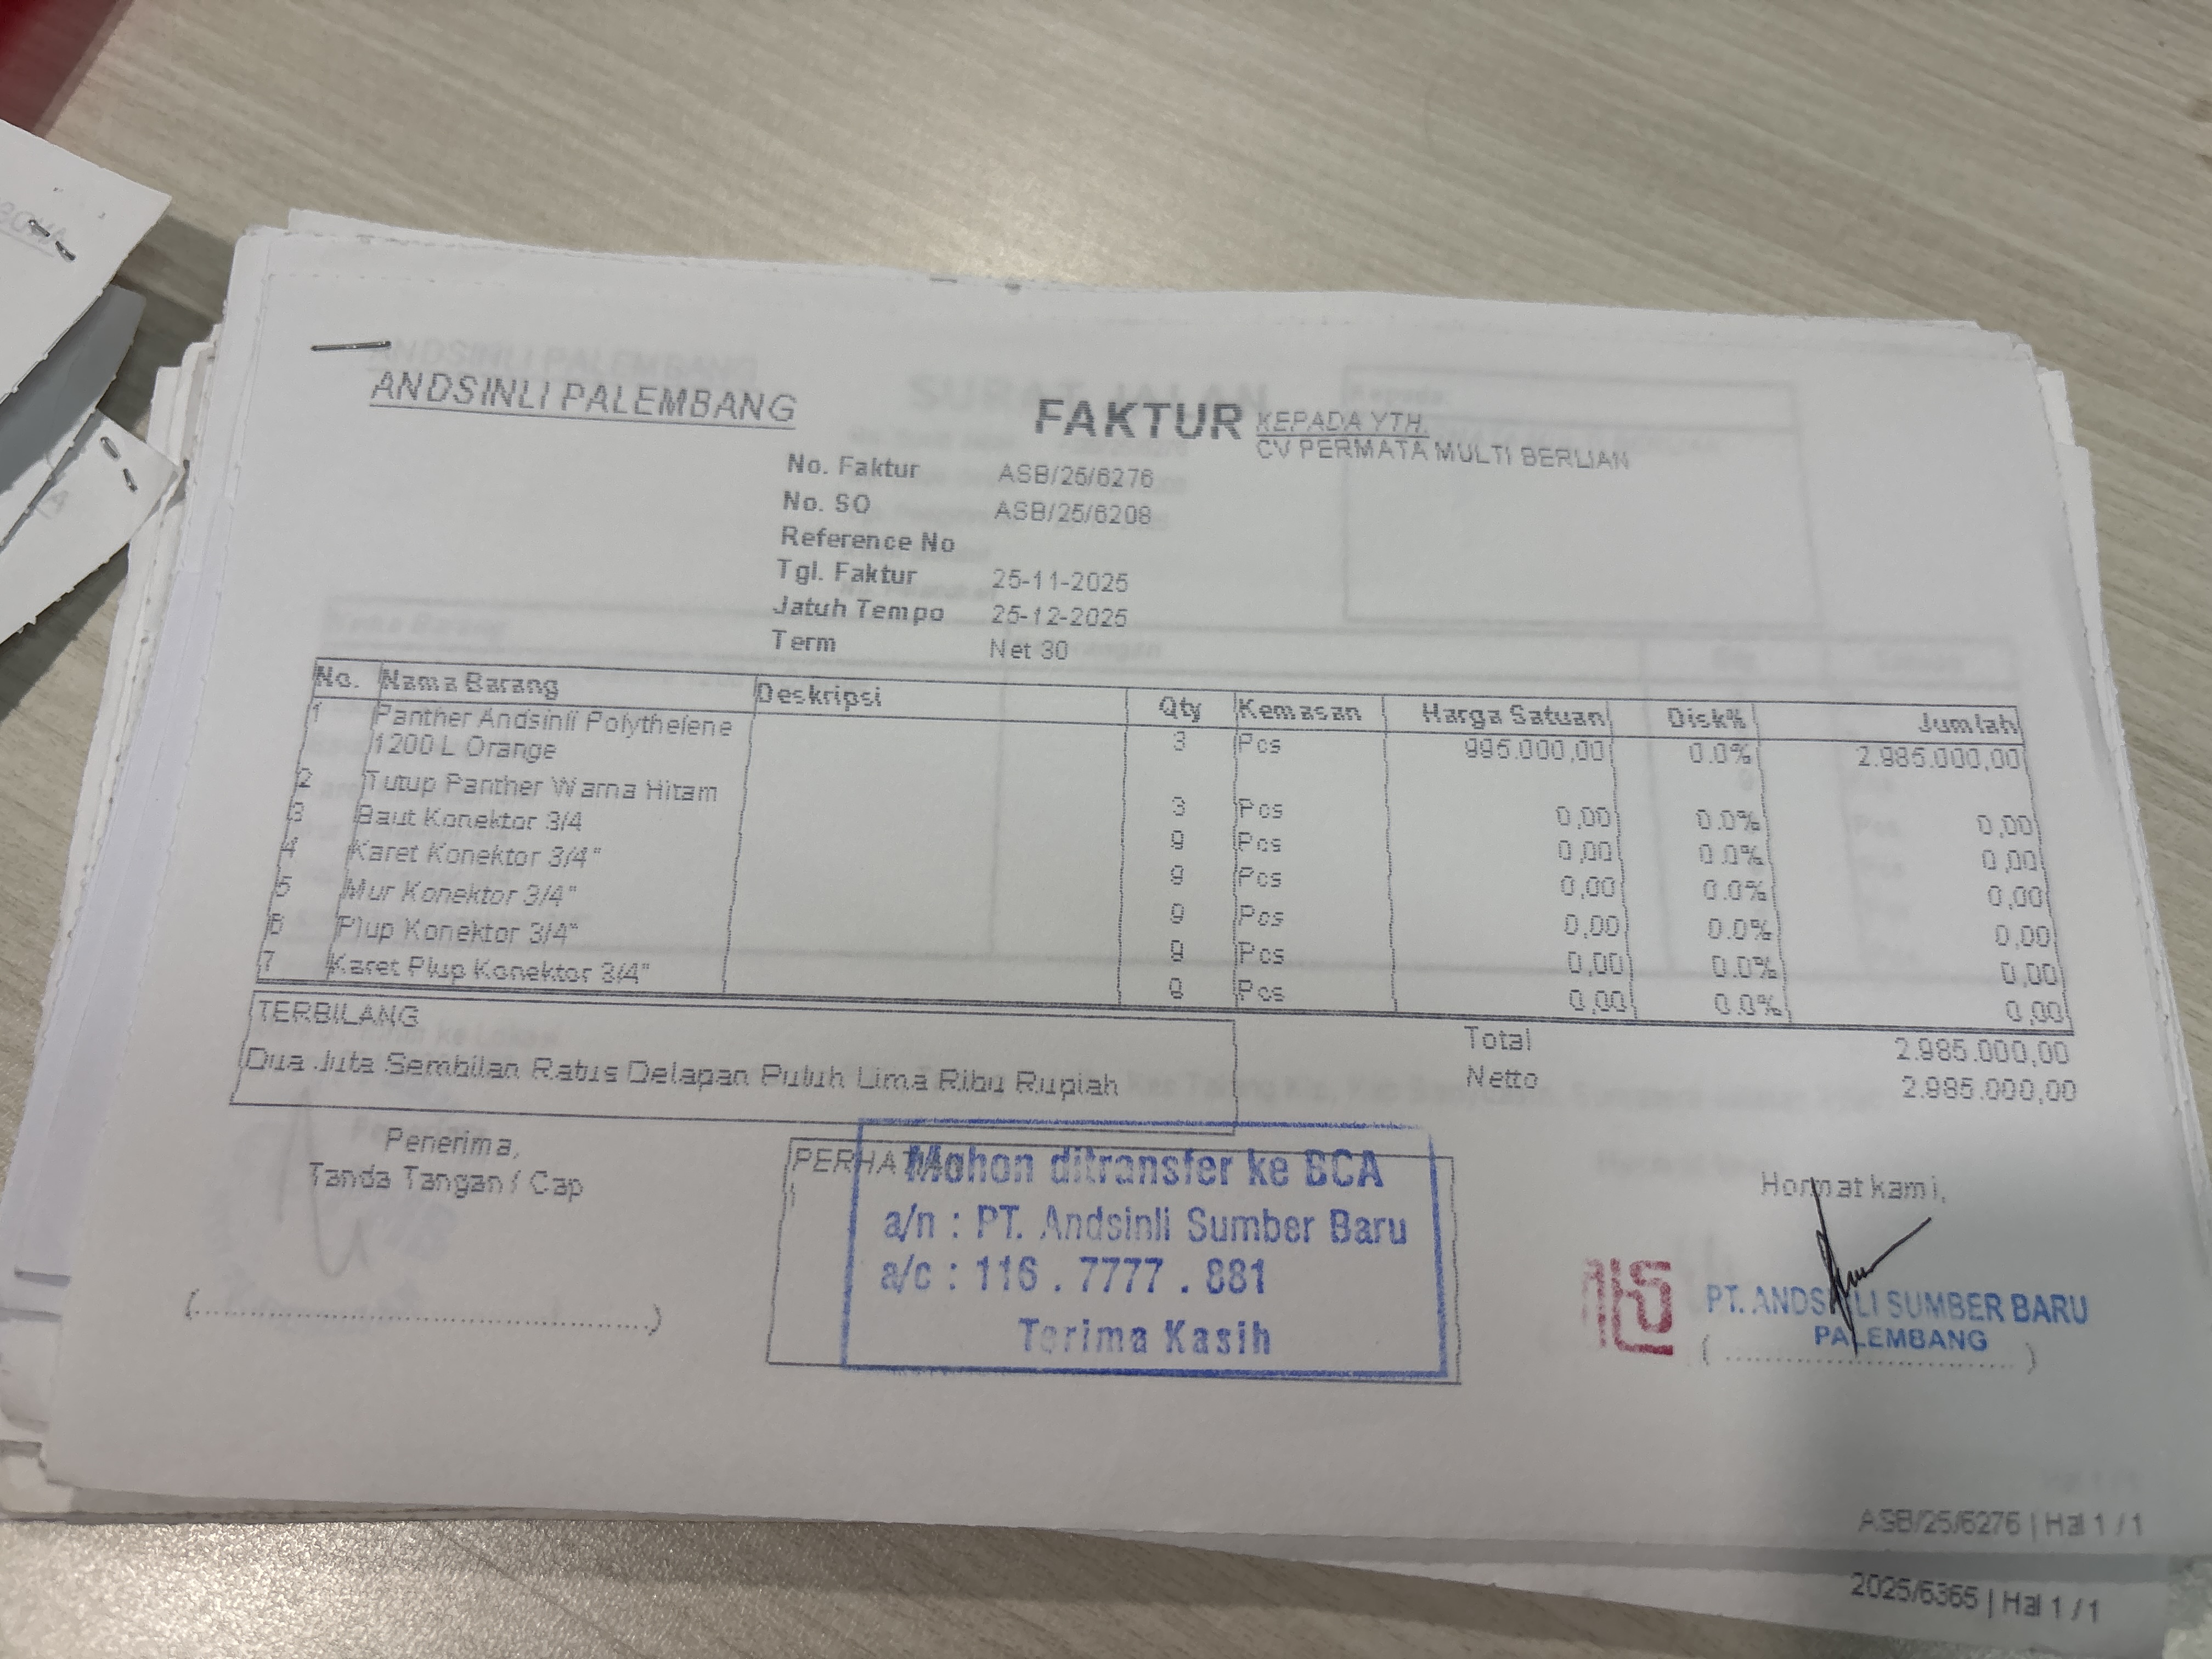 ANDSINLI PALEMBANG
FAKTUR
KEPADA YTH.
CV PERMATA MULTI BERLIAN
No. Faktur ASB/25/6276
No. SO ASB/25/6208
Reference No
Tgl. Faktur 25-11-2025
Jatuh Tempo 25-12-2025
Term Net 30
No. Nama Barang Deskripsi Qty Kemasan Harga Satuan Disk% Jumlah
1 Panther Andsinli Polythelene 3 Pcs 995.000,00 0.0% 2.985.000,00
1200 L Orange
2 Tutup Panther Warna Hitam 3 Pcs 0,00 0.0% 0,00
3 Baut Konektor 3/4 9 Pcs 0,00 0.0% 0,00
4 Karet Konektor 3/4" 9 Pcs 0,00 0.0% 0,00
5 Mur Konektor 3/4" 9 Pcs 0,00 0.0% 0,00
6 Plup Konektor 3/4" 9 Pcs 0,00 0.0% 0,00
7 Karet Plup Konektor 3/4" 9 Pcs 0,00 0.0% 0,00
TERBILANG
Dua Juta Sembilan Ratus Delapan Puluh Lima Ribu Rupiah
Total 2.985.000,00
Netto 2.985.000,00
Penerima,
Tanda Tangan / Cap
(..................................................)
Mohon ditransfer ke BCA
a/n : PT. Andsinli Sumber Baru
a/c : 116 . 7777 . 881
Terima Kasih
Hormat kami,
PT. ANDSINLI SUMBER BARU
PALEMBANG
( .................................... )
ASB/25/6276 | Hal 1 / 1
2025/6365 | Hal 1 / 1
SURAT JALAN
Kepada